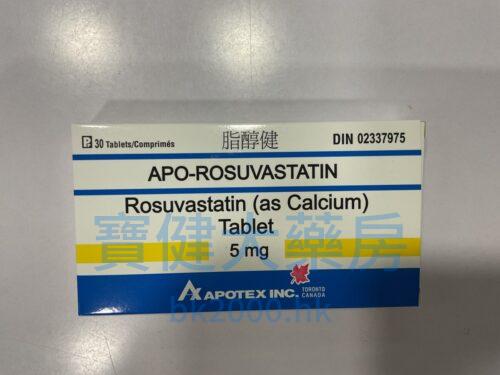 P 30 Tablets/Comprimés
脂醇健
DIN 02337975
APO-ROSUVASTATIN
Rosuvastatin (as Calcium)
Tablet
5 mg
寶健大藥房
APOTEX INC.
TORONTO
CANADA
bk2000.hk